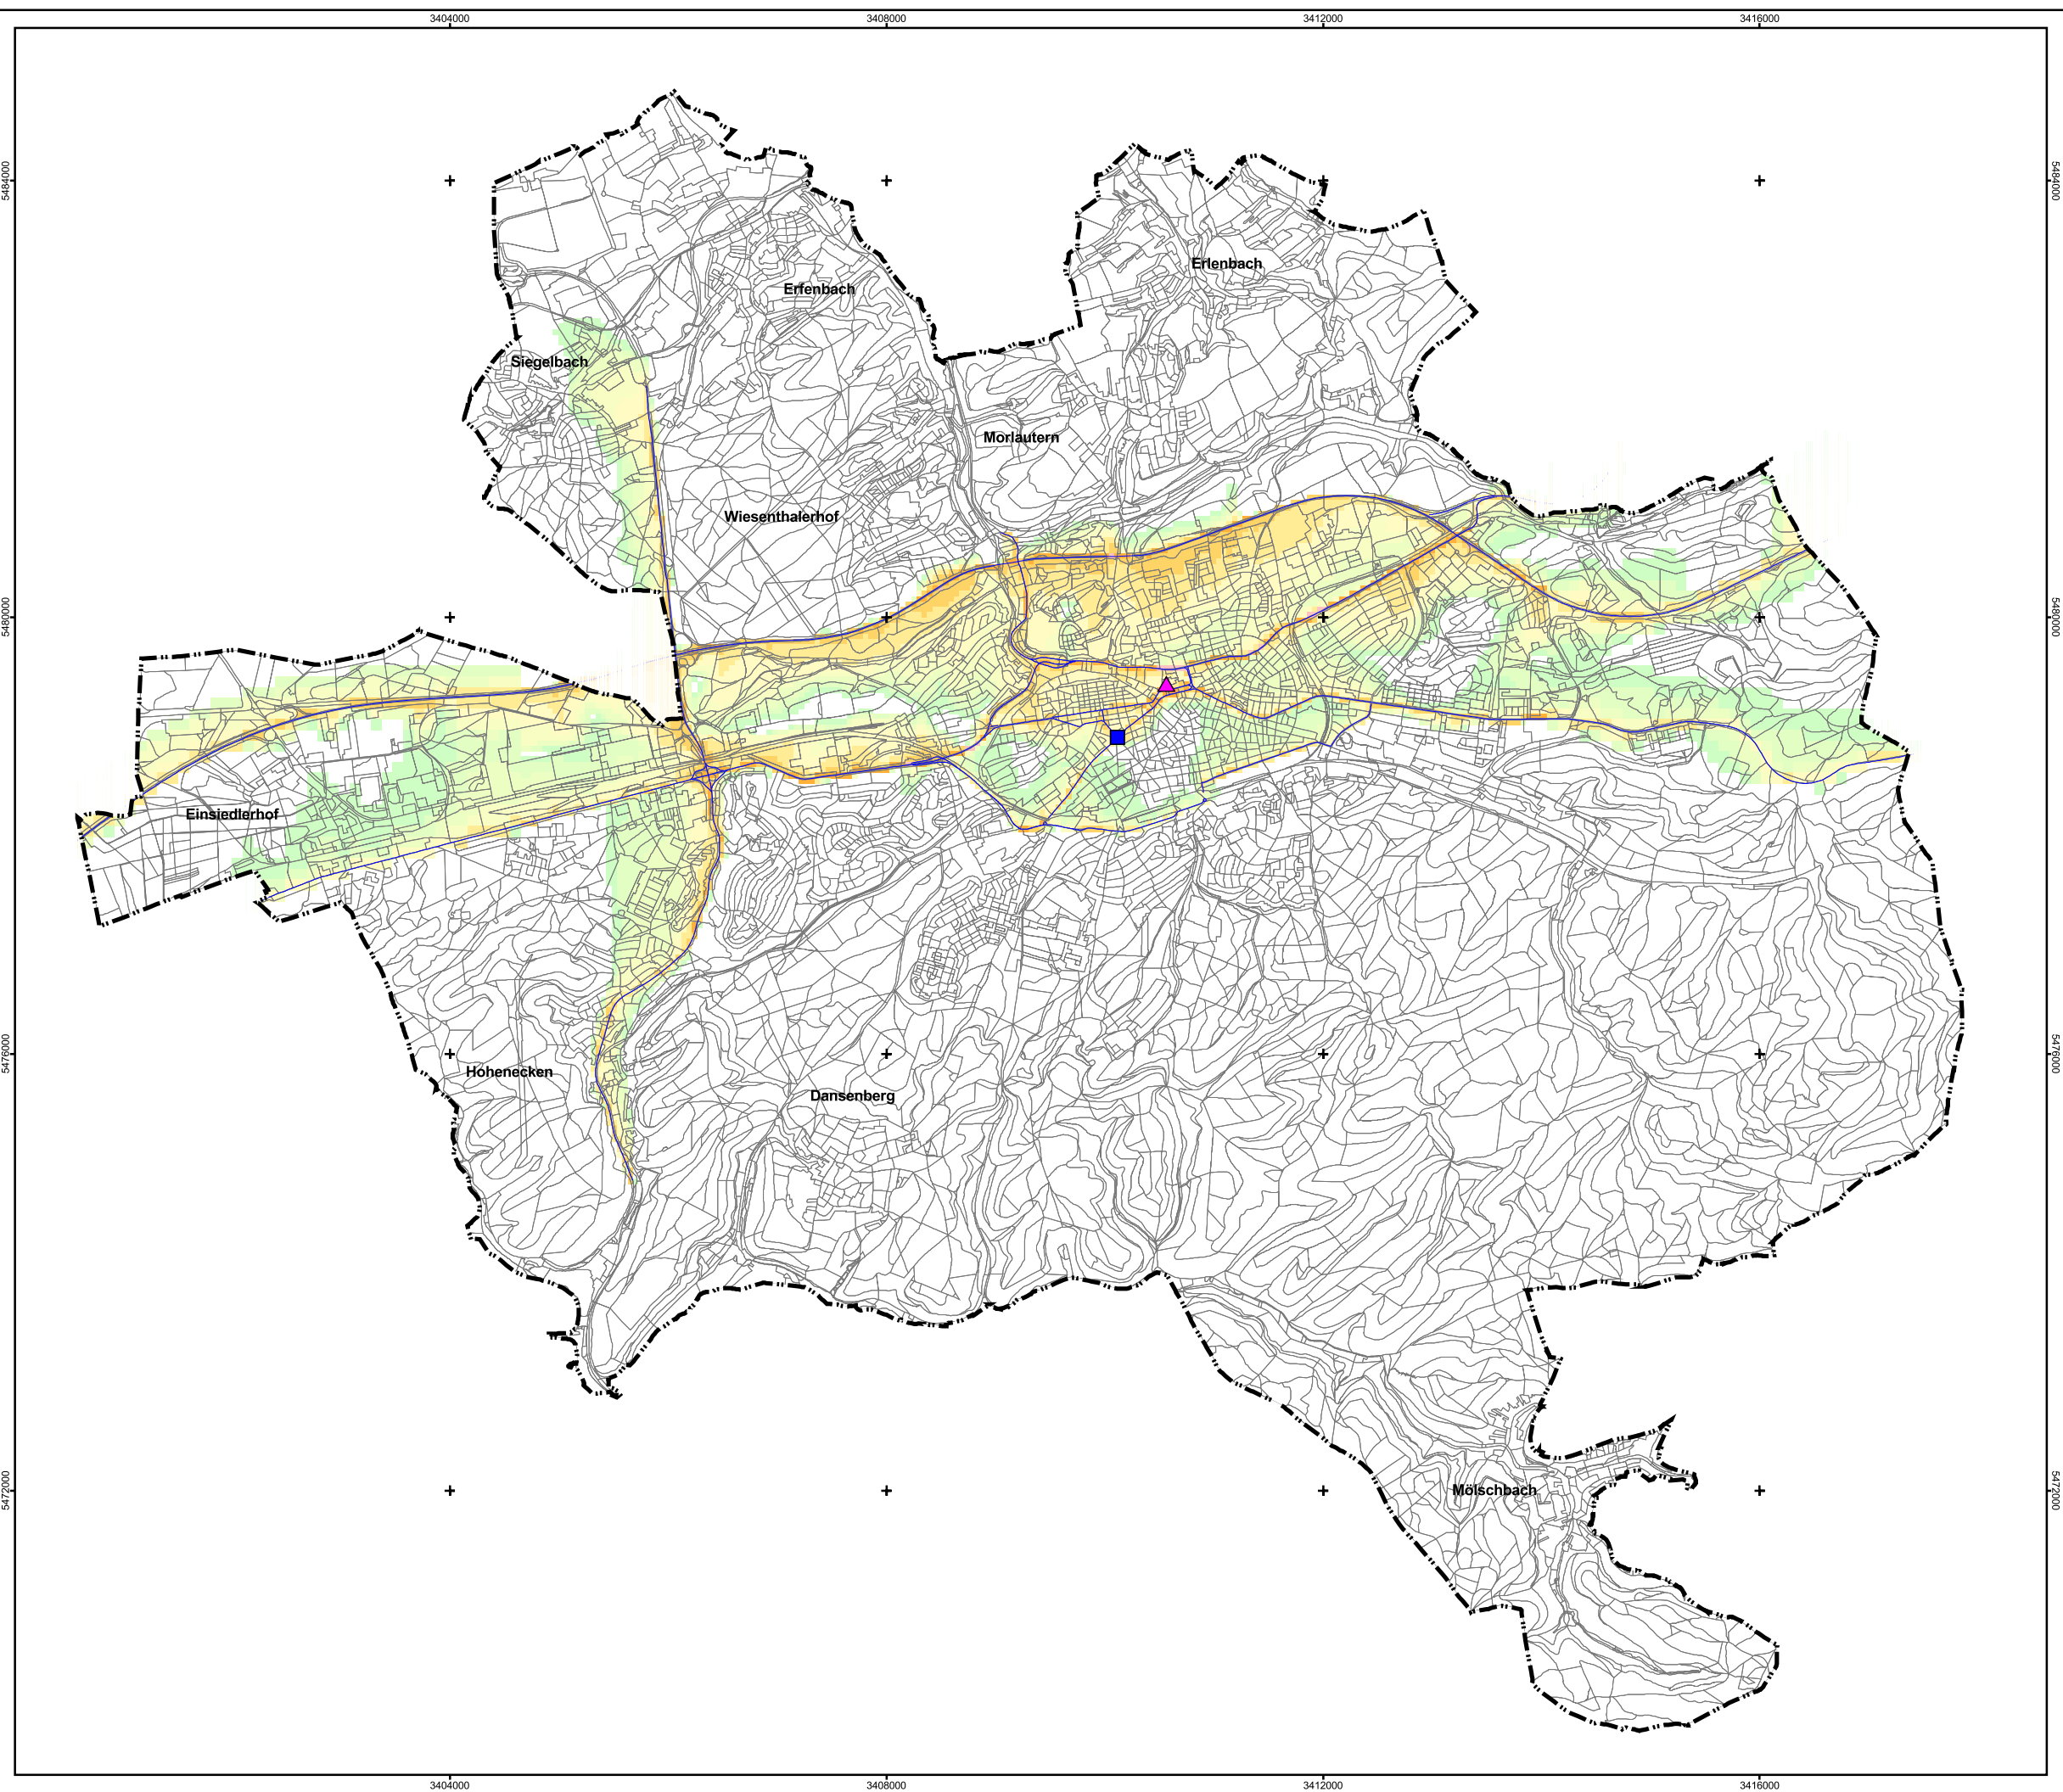 3404000 3408000 3412000 3416000
5484000 5484000
Erlenbach
Erfenbach
Siegelbach
Morlautern
Wiesenthalerhof
5480000 5480000
Einsiedlerhof
5476000 5476000
Hohenecken
Dansenberg
5472000 5472000
Mölschbach
3404000 3408000 3412000 3416000